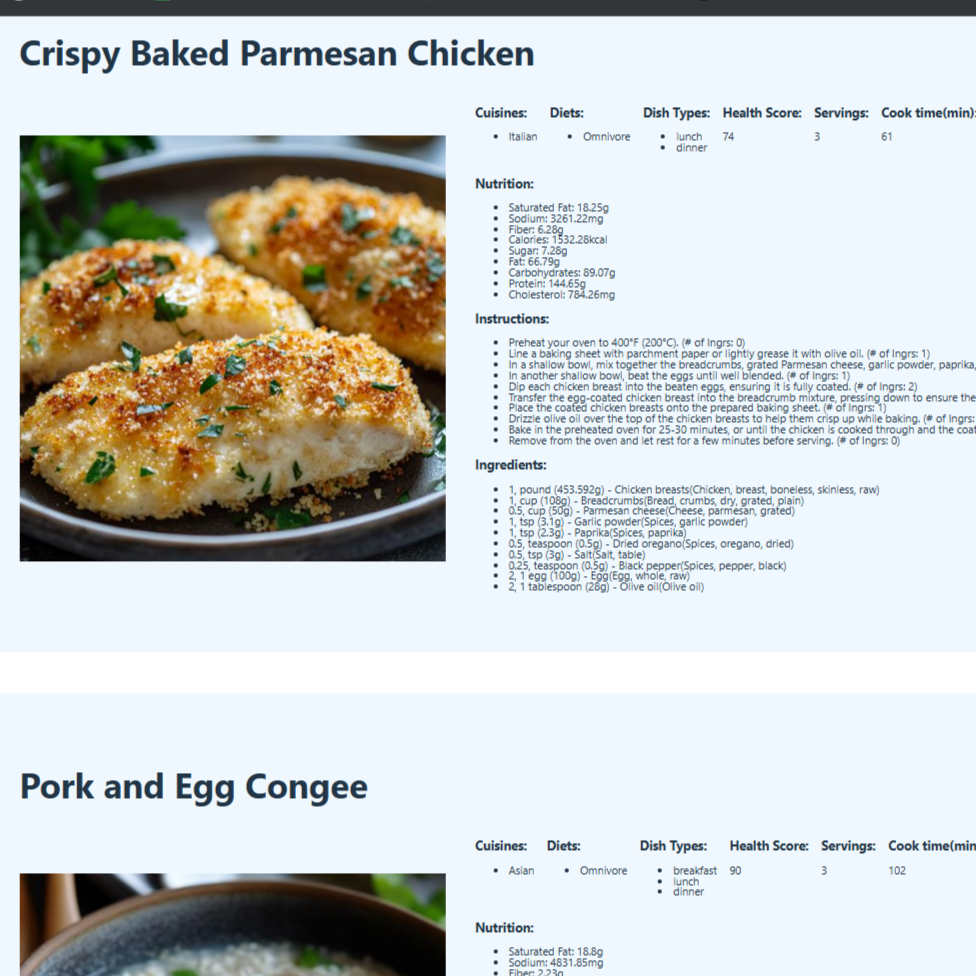 Crispy Baked Parmesan Chicken
Cuisines: Diets: Dish Types: Health Score: Servings: Cook time(min):
• Italian • Omnivore • lunch 74 3 61
• dinner
Nutrition:
• Saturated Fat: 18.25g
• Sodium: 3261.22mg
• Fiber: 6.28g
• Calories: 1532.28kcal
• Sugar: 7.28g
• Fat: 66.79g
• Carbohydrates: 89.07g
• Protein: 144.65g
• Cholesterol: 784.26mg
Instructions:
• Preheat your oven to 400°F (200°C). (# of Ingrs: 0)
• Line a baking sheet with parchment paper or lightly grease it with olive oil. (# of Ingrs: 1)
• In a shallow bowl, mix together the breadcrumbs, grated Parmesan cheese, garlic powder, paprika,
• In another shallow bowl, beat the eggs until well blended. (# of Ingrs: 1)
• Dip each chicken breast into the beaten eggs, ensuring it is fully coated. (# of Ingrs: 2)
• Transfer the egg-coated chicken breast into the breadcrumb mixture, pressing down to ensure the
• Place the coated chicken breasts onto the prepared baking sheet. (# of Ingrs: 1)
• Drizzle olive oil over the top of the chicken breasts to help them crisp up while baking. (# of Ingrs:
• Bake in the preheated oven for 25-30 minutes, or until the chicken is cooked through and the coat
• Remove from the oven and let rest for a few minutes before serving. (# of Ingrs: 0)
Ingredients:
• 1, pound (453.592g) - Chicken breasts(Chicken, breast, boneless, skinless, raw)
• 1, cup (108g) - Breadcrumbs(Bread, crumbs, dry, grated, plain)
• 0.5, cup (50g) - Parmesan cheese(Cheese, parmesan, grated)
• 1, tsp (3.1g) - Garlic powder(Spices, garlic powder)
• 1, tsp (2.3g) - Paprika(Spices, paprika)
• 0.5, teaspoon (0.5g) - Dried oregano(Spices, oregano, dried)
• 0.5, tsp (3g) - Salt(Salt, table)
• 0.25, teaspoon (0.5g) - Black pepper(Spices, pepper, black)
• 2, 1 egg (100g) - Egg(Egg, whole, raw)
• 2, 1 tablespoon (28g) - Olive oil(Olive oil)
Pork and Egg Congee
Cuisines: Diets: Dish Types: Health Score: Servings: Cook time(min
• Asian • Omnivore • breakfast 90 3 102
• lunch
• dinner
Nutrition:
• Saturated Fat: 18.8g
• Sodium: 4831.85mg
• Fiber: 2.23g